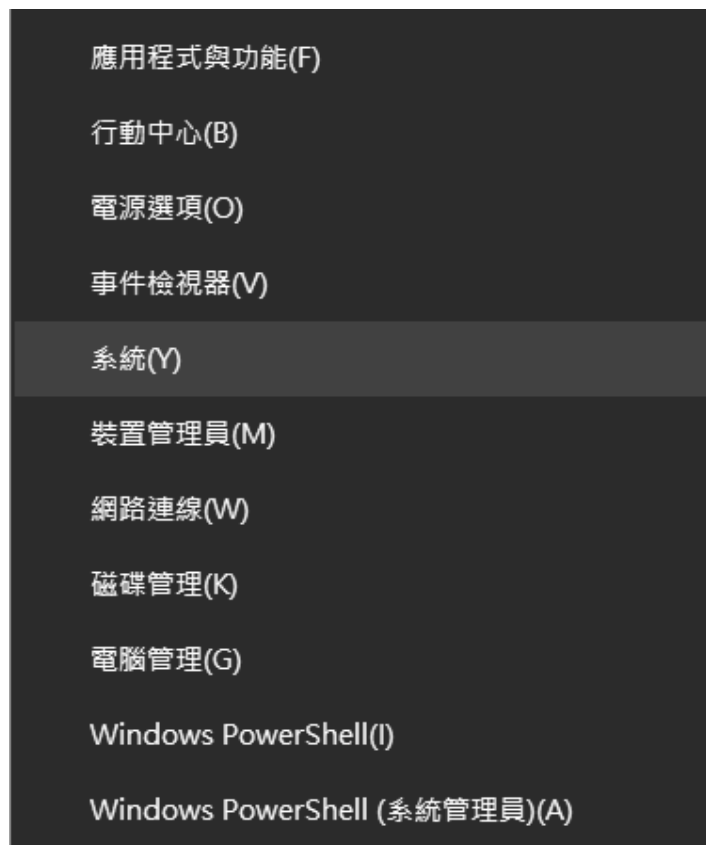 應用程式與功能(F)
行動中心(B)
電源選項(O)
事件檢視器(V)
系統(Y)
裝置管理員(M)
網路連線(W)
磁碟管理(K)
電腦管理(G)
Windows PowerShell(I)
Windows PowerShell (系統管理員)(A)